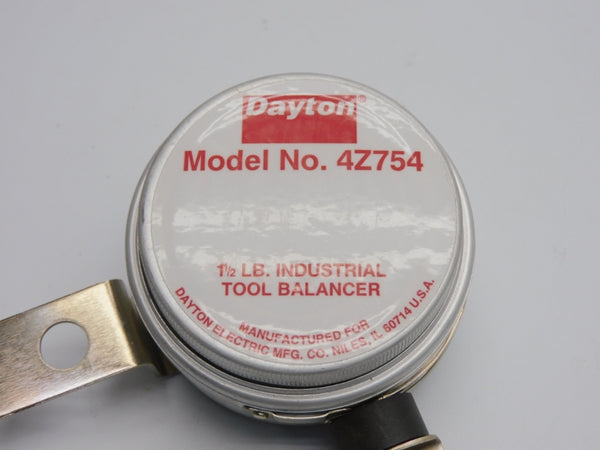 Dayton®
Model No. 4Z754
1½ LB. INDUSTRIAL
TOOL BALANCER
MANUFACTURED FOR
DAYTON ELECTRIC MFG. CO. NILES, IL 60714 U.S.A.